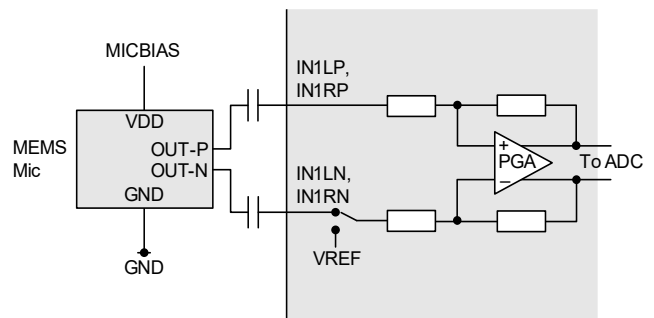 MICBIAS
IN1LP,
IN1RP
VDD
MEMS
Mic
OUT-P
OUT-N
+
PGA
−
To ADC
GND
IN1LN,
IN1RN
VREF
GND